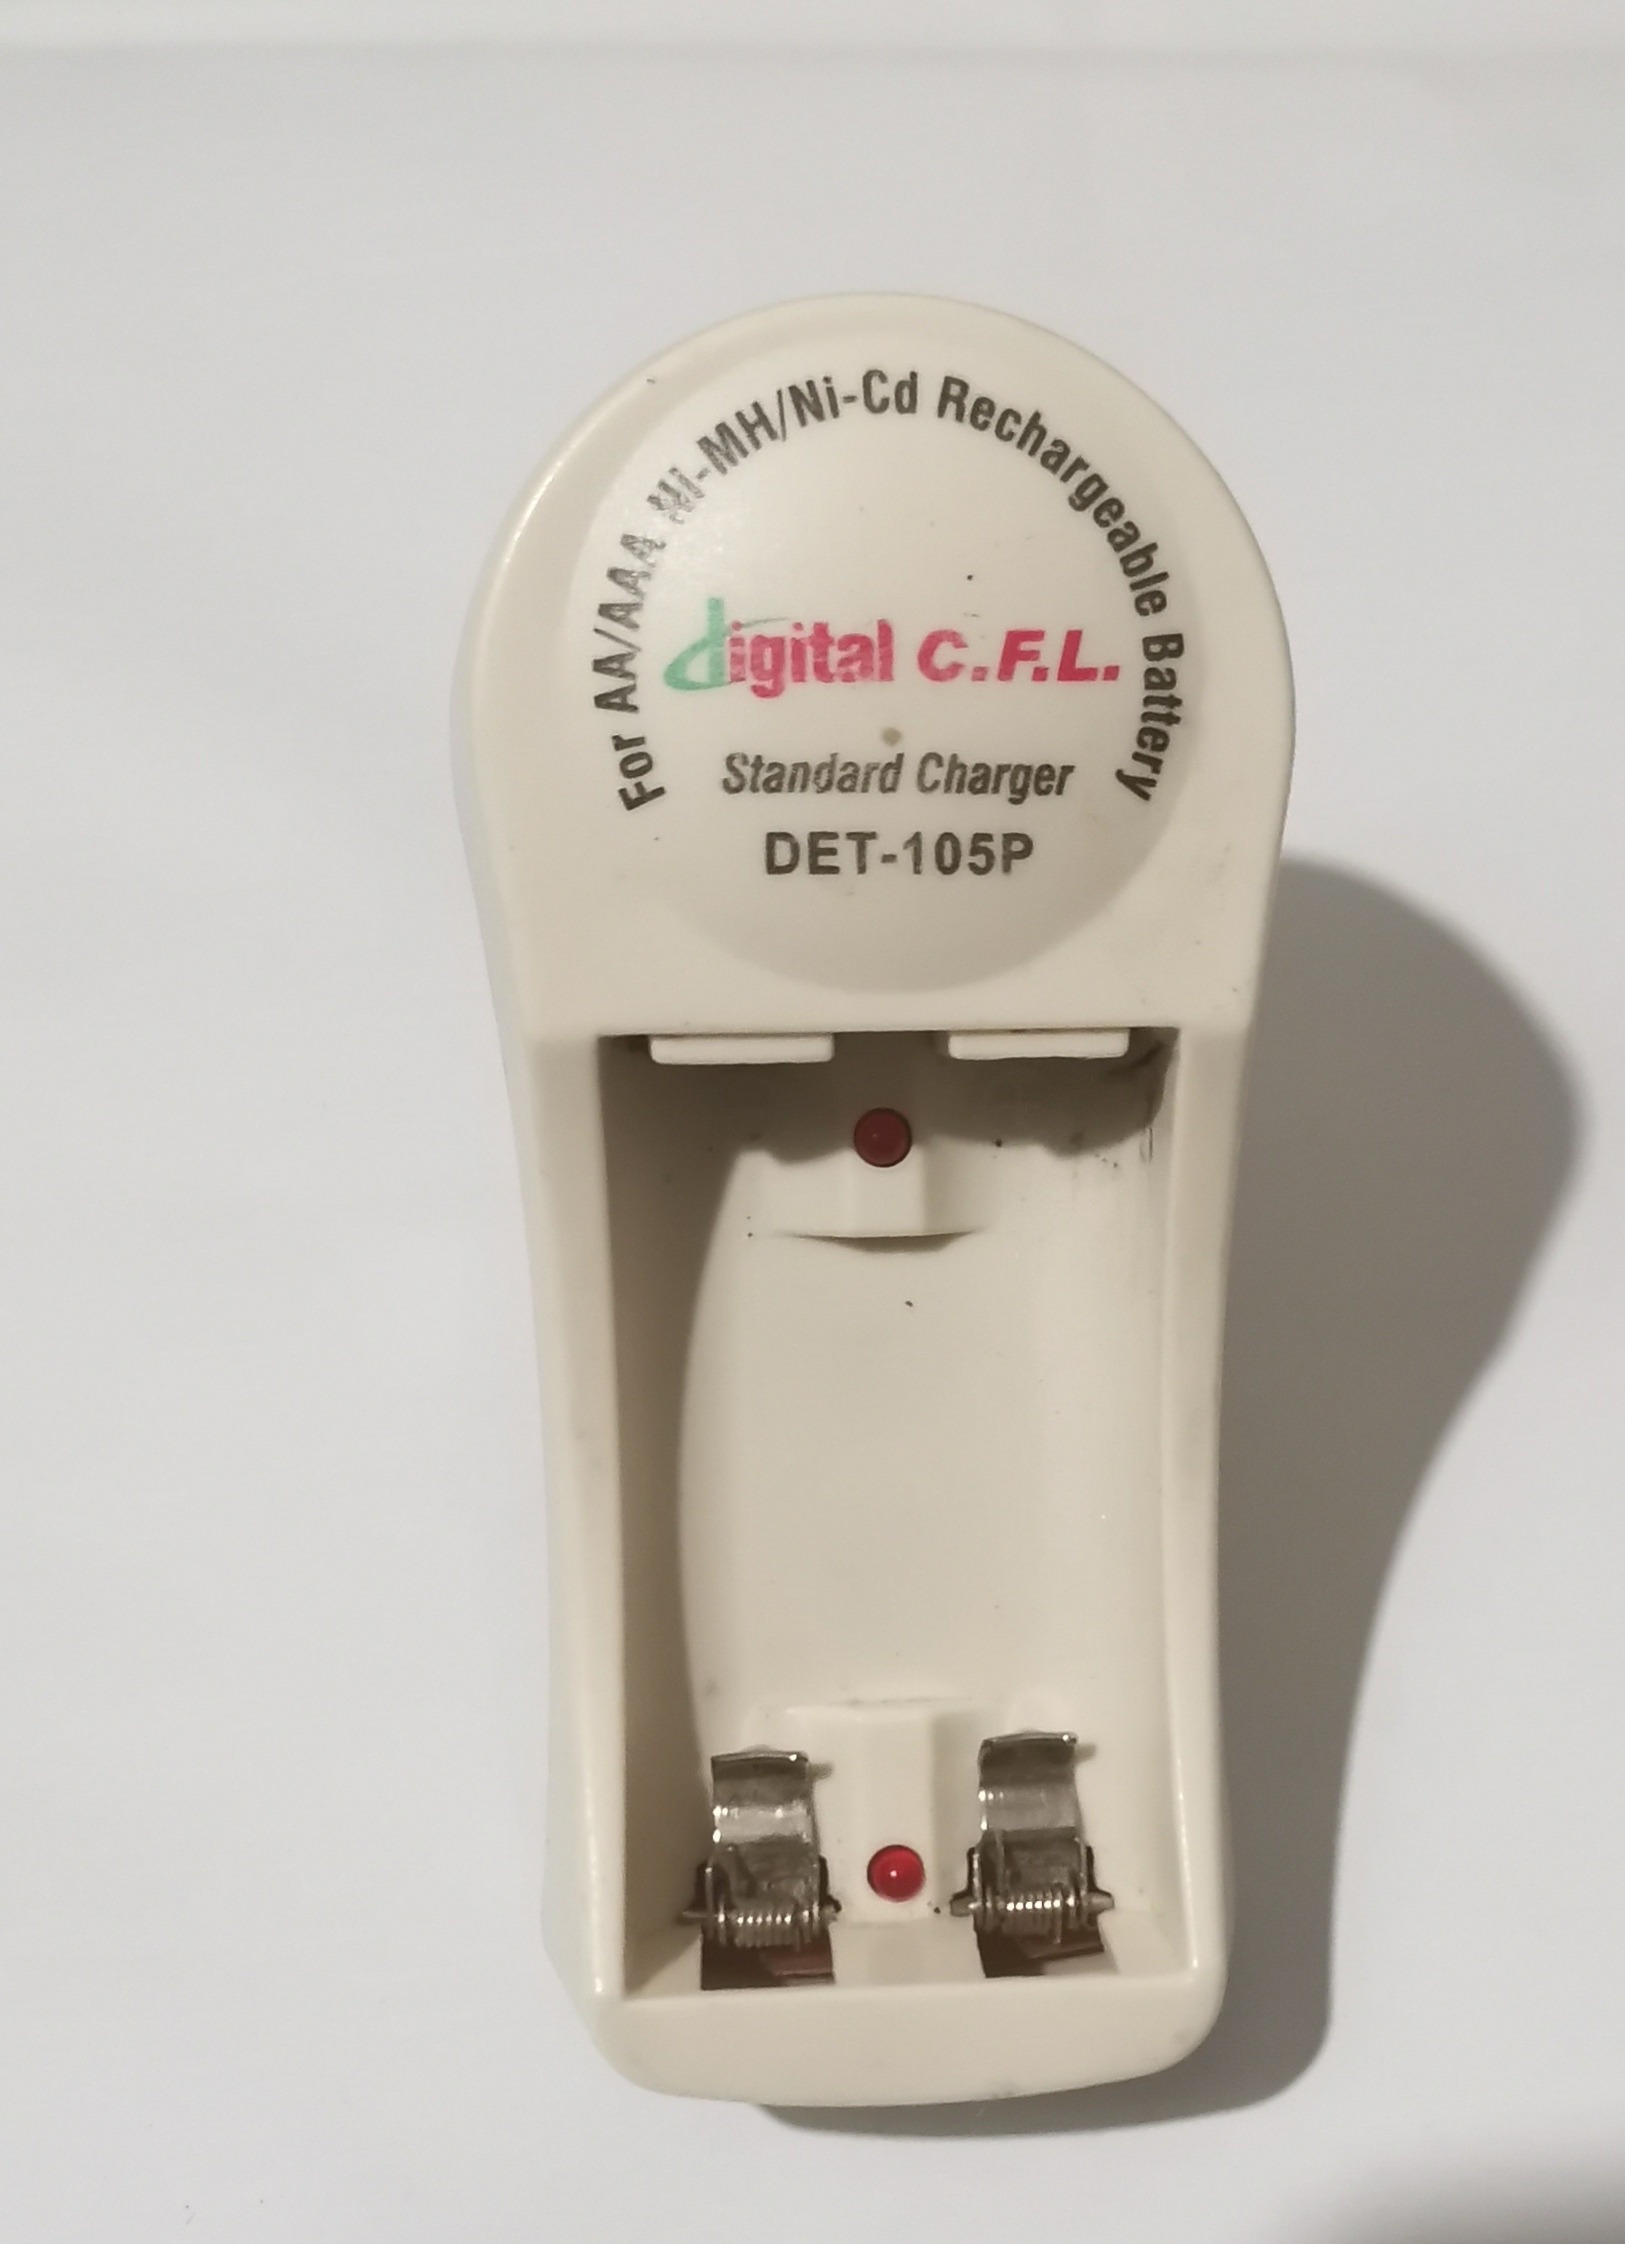 For AA/AAA Ni-MH/Ni-Cd Rechargeable Battery
digital C.F.L.
Standard Charger
DET-105P